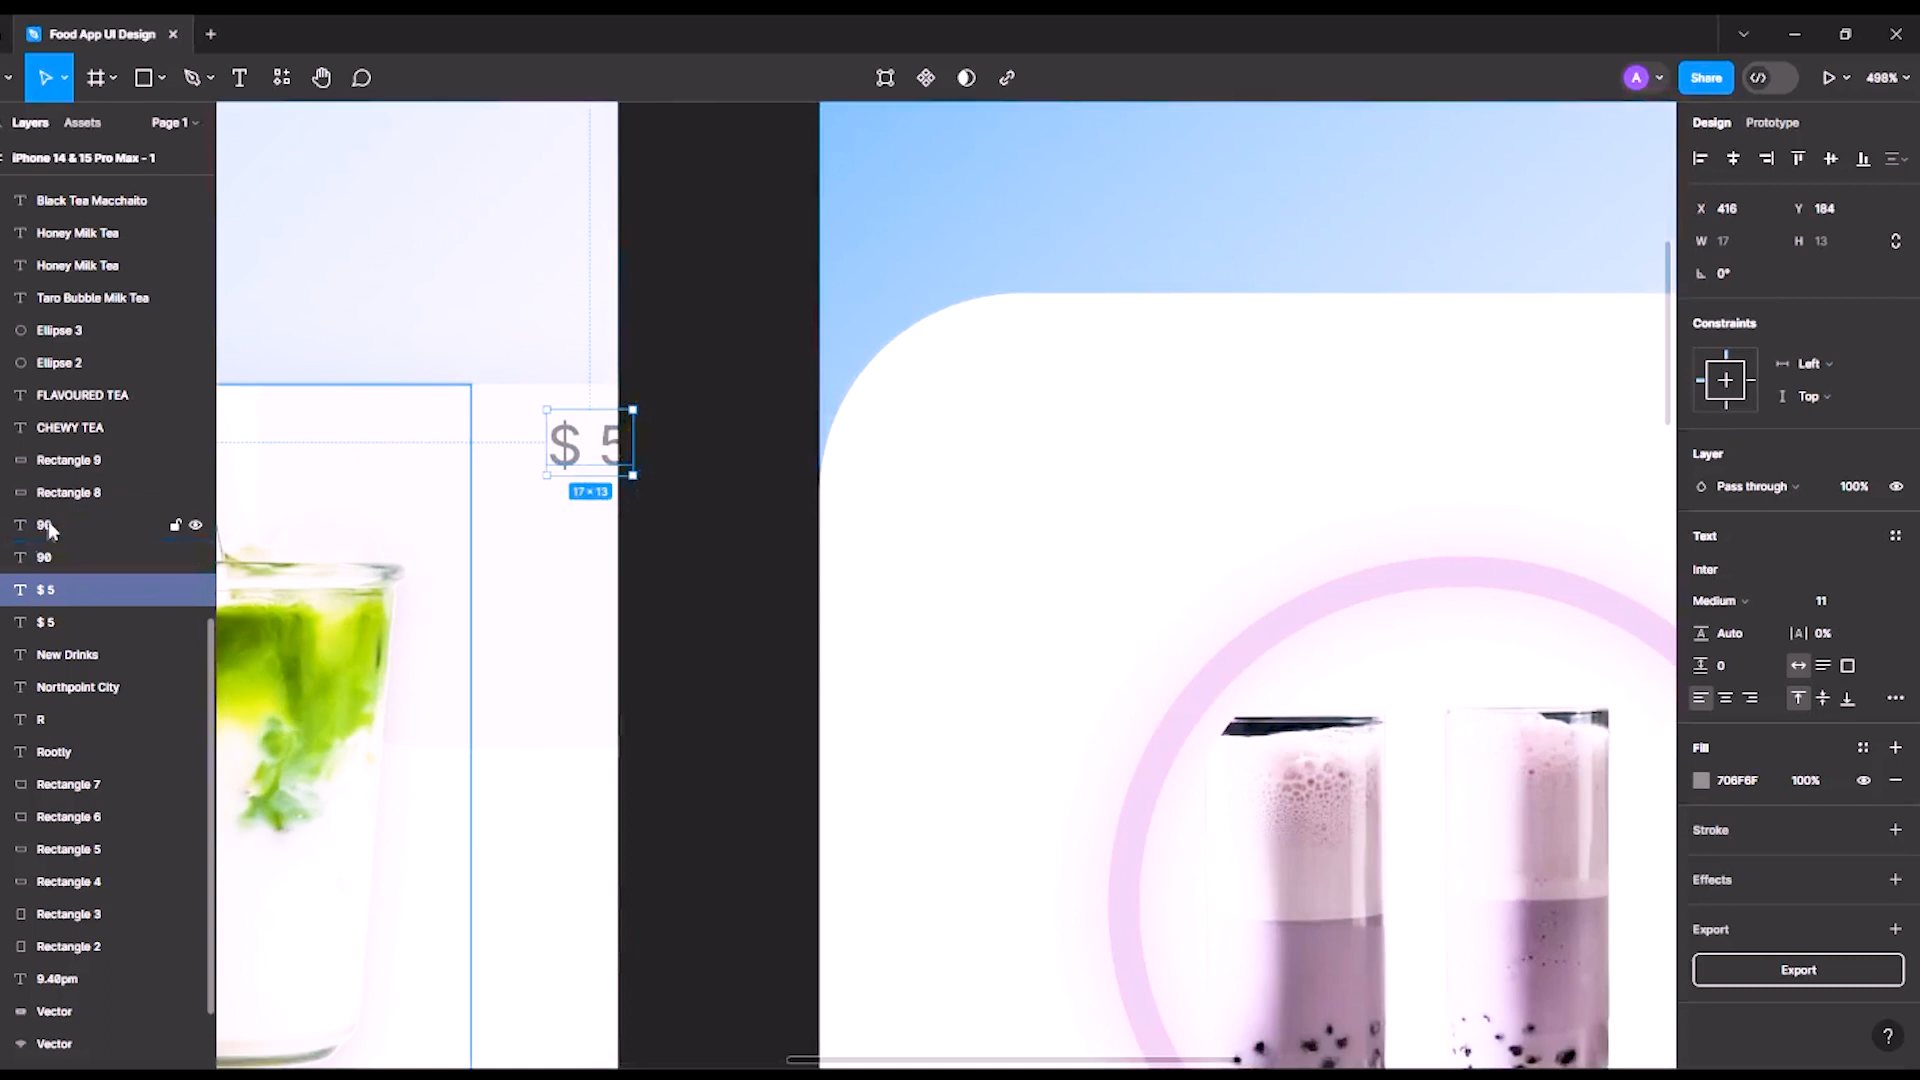 Food App UI Design
A
Share
498%
Layers
Assets
Page 1
iPhone 14 & 15 Pro Max - 1
Black Tea Macchaito
Honey Milk Tea
Honey Milk Tea
Taro Bubble Milk Tea
Ellipse 3
Ellipse 2
FLAVOURED TEA
CHEWY TEA
Rectangle 9
Rectangle 8
90
90
$ 5
$ 5
New Drinks
Northpoint City
R
Rootly
Rectangle 7
Rectangle 6
Rectangle 5
Rectangle 4
Rectangle 3
Rectangle 2
9.40pm
Vector
Vector
$ 5
17 × 13
Design
Prototype
X 416 Y 184
W 17 H 13
0°
Constraints
Left
Top
Layer
Pass through 100%
Text
Inter
Medium 11
Auto |A| 0%
0
Fill
706F6F 100%
Stroke
Effects
Export
Export
?